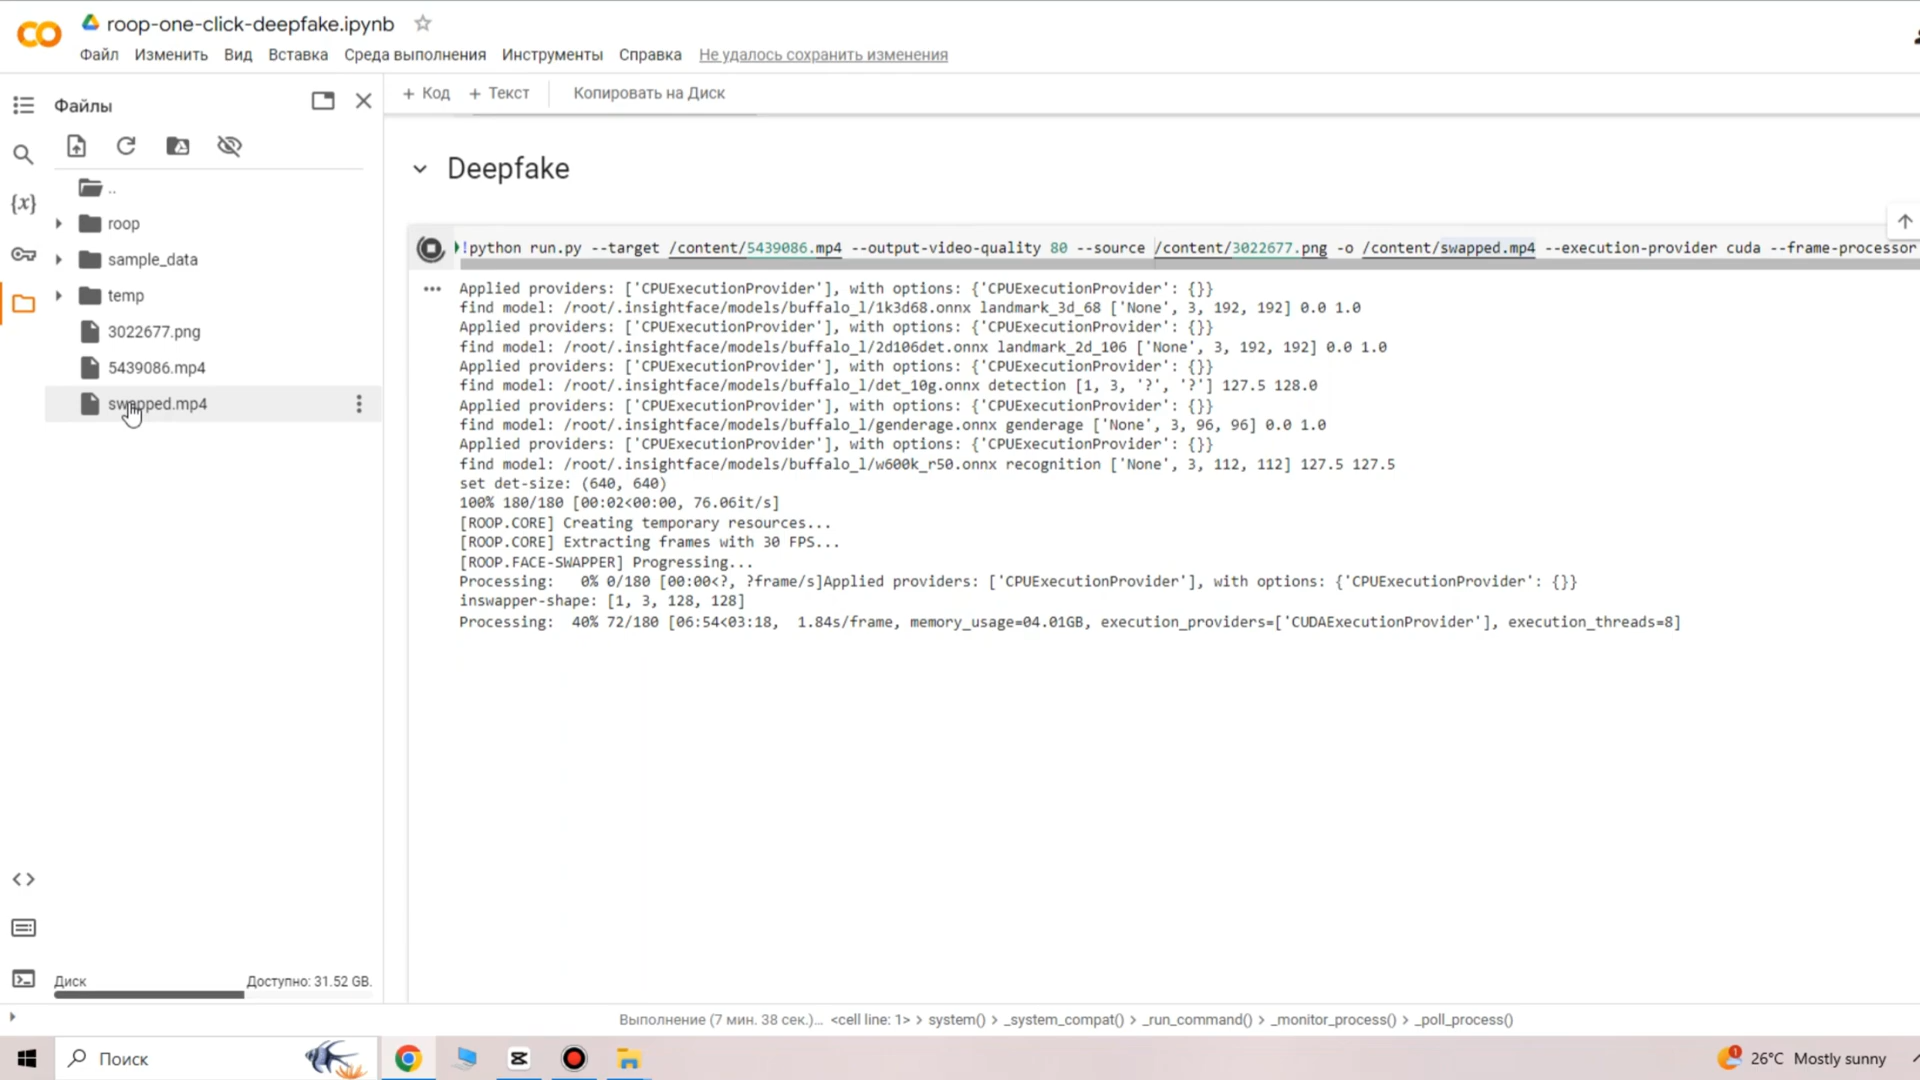 roop-one-click-deepfake.ipynb
Файл Изменить Вид Вставка Среда выполнения Инструменты Справка Не удалось сохранить изменения
Файлы
+ Код + Текст Копировать на Диск
..
roop
sample_data
temp
3022677.png
5439086.mp4
swapped.mp4
Deepfake
!python run.py --target /content/5439086.mp4 --output-video-quality 80 --source /content/3022677.png -o /content/swapped.mp4 --execution-provider cuda --frame-processor
Applied providers: ['CPUExecutionProvider'], with options: {'CPUExecutionProvider': {}}
find model: /root/.insightface/models/buffalo_l/1k3d68.onnx landmark_3d_68 ['None', 3, 192, 192] 0.0 1.0
Applied providers: ['CPUExecutionProvider'], with options: {'CPUExecutionProvider': {}}
find model: /root/.insightface/models/buffalo_l/2d106det.onnx landmark_2d_106 ['None', 3, 192, 192] 0.0 1.0
Applied providers: ['CPUExecutionProvider'], with options: {'CPUExecutionProvider': {}}
find model: /root/.insightface/models/buffalo_l/det_10g.onnx detection [1, 3, '?', '?'] 127.5 128.0
Applied providers: ['CPUExecutionProvider'], with options: {'CPUExecutionProvider': {}}
find model: /root/.insightface/models/buffalo_l/genderage.onnx genderage ['None', 3, 96, 96] 0.0 1.0
Applied providers: ['CPUExecutionProvider'], with options: {'CPUExecutionProvider': {}}
find model: /root/.insightface/models/buffalo_l/w600k_r50.onnx recognition ['None', 3, 112, 112] 127.5 127.5
set det-size: (640, 640)
100% 180/180 [00:02<00:00, 76.06it/s]
[ROOP.CORE] Creating temporary resources...
[ROOP.CORE] Extracting frames with 30 FPS...
[ROOP.FACE-SWAPPER] Progressing...
Processing:   0% 0/180 [00:00<?, ?frame/s]Applied providers: ['CPUExecutionProvider'], with options: {'CPUExecutionProvider': {}}
inswapper-shape: [1, 3, 128, 128]
Processing:  40% 72/180 [06:54<03:18,  1.84s/frame, memory_usage=04.01GB, execution_providers=['CUDAExecutionProvider'], execution_threads=8]
Диск Доступно: 31.52 GB.
Выполнение (7 мин. 38 сек.)... <cell line: 1> > system() > _system_compat() > _run_command() > _monitor_process() > _poll_process()
Поиск
1 26°C Mostly sunny